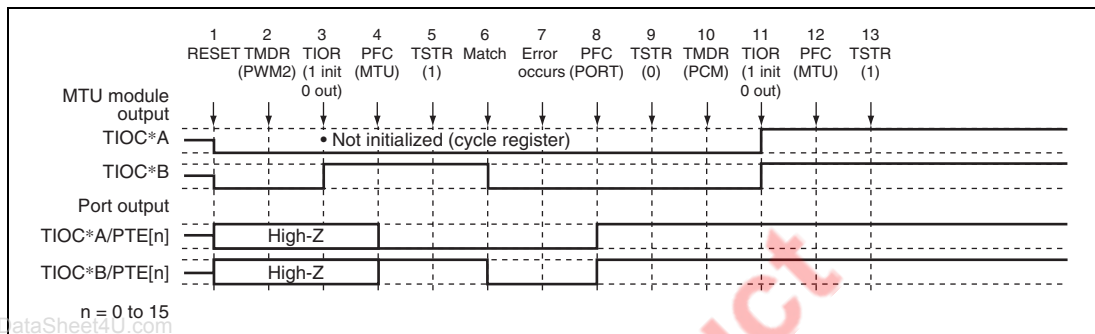 1 2 3 4 5 6 7 8 9 10 11 12 13
RESET TMDR TIOR PFC TSTR Match Error PFC TSTR TMDR TIOR PFC TSTR
(PWM2) (1 init (MTU) (1) occurs (PORT) (0) (PCM) (1 init (MTU) (1)
0 out) 0 out)
MTU module
output
TIOC*A • Not initialized (cycle register)
TIOC*B
Port output
TIOC*A/PTE[n] High-Z
TIOC*B/PTE[n] High-Z
n = 0 to 15
DataSheet4U.com
uct